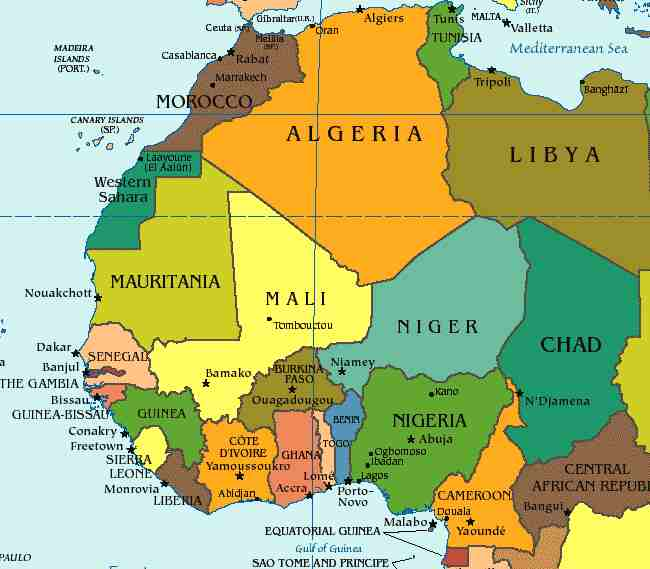 Sicily
(IT.)
Gibraltar(U.K.)
Algiers
Tunis
MALTA
Valletta
Ceuta (SP.)
Oran
MADEIRA
ISLANDS
(PORT.)
Melilla
(SP.)
TUNISIA
Mediterranean Sea
Casablanca
Rabat
Marrakech
Tripoli
Banghāzī
MOROCCO
CANARY ISLANDS
(SP.)
ALGERIA
LIBYA
Laayoune
(El Aaiún)
Western
Sahara
MAURITANIA
Nouakchott
MALI
Tombouctou
NIGER
CHAD
Dakar
SENEGAL
Banjul
THE GAMBIA
Bissau
GUINEA-BISSAU
Bamako
BURKINA
FASO
Ouagadougou
Niamey
Kano
N'Djamena
GUINEA
Conakry
Freetown
SIERRA
LEONE
Monrovia
LIBERIA
CÔTE
D'IVOIRE
Yamoussoukro
Abidjan
GHANA
Accra
TOGO
Lomé
BENIN
Porto-
Novo
NIGERIA
Abuja
Ogbomoso
Ibadan
Lagos
CENTRAL
AFRICAN REPUBL
Bangui
CAMEROON
Douala
Yaoundé
Malabo
EQUATORIAL GUINEA
Gulf of Guinea
SAO TOME AND PRINCIPE
PAULO